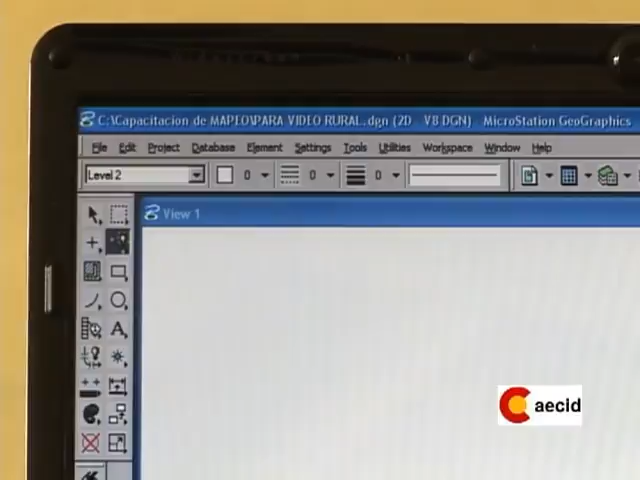 C:\Capacitacion de MAPEO\PARA VIDEO RURAL.dgn (2D - V8 DGN) - MicroStation GeoGraphics
File Edit Project Database Element Settings Tools Utilities Workspace Window Help
Level 2 0 0 0
View 1
A
aecid